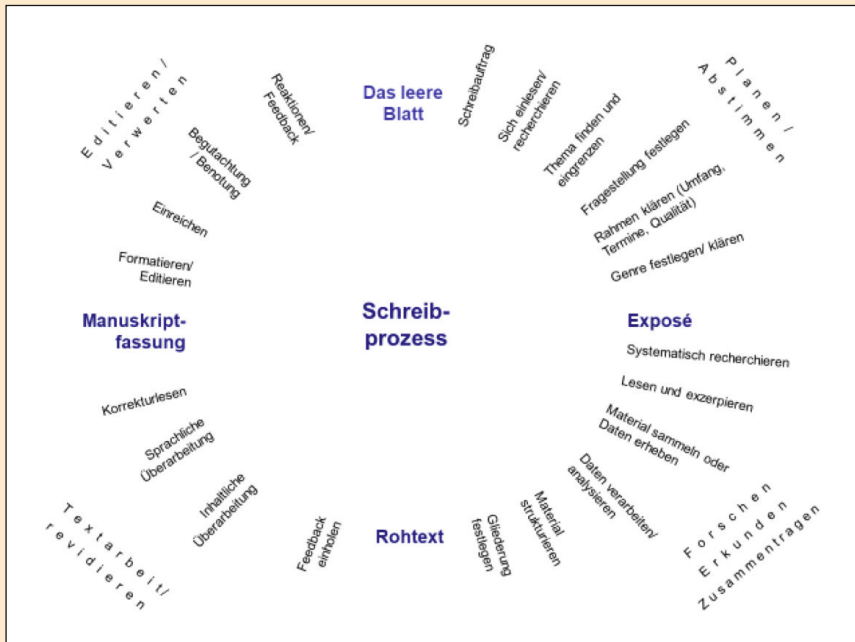 Das leere
Blatt
Schreibauftrag
Sich einlesen/
recherchieren
Thema finden und
eingrenzen
Fragestellung festlegen
Rahmen klären (Umfang,
Termine, Qualität)
Genre festlegen/ klären
Planen/
Abstimmen
Exposé
Systematisch recherchieren
Lesen und exzerpieren
Material sammeln oder
Daten erheben
Daten verarbeiten/
analysieren
Material
strukturieren
Gliederung
festlegen
Forschen
Erkunden
Zusammentragen
Rohtext
Feedback
einholen
Inhaltliche
Überarbeitung
Sprachliche
Überarbeitung
Korrekturlesen
Textarbeit/
revidieren
Manuskript-
fassung
Formatieren/
Editieren
Einreichen
Begutachtung
/ Benotung
Reaktionen/
Feedback
Editieren/
Verwerten
Schreib-
prozess